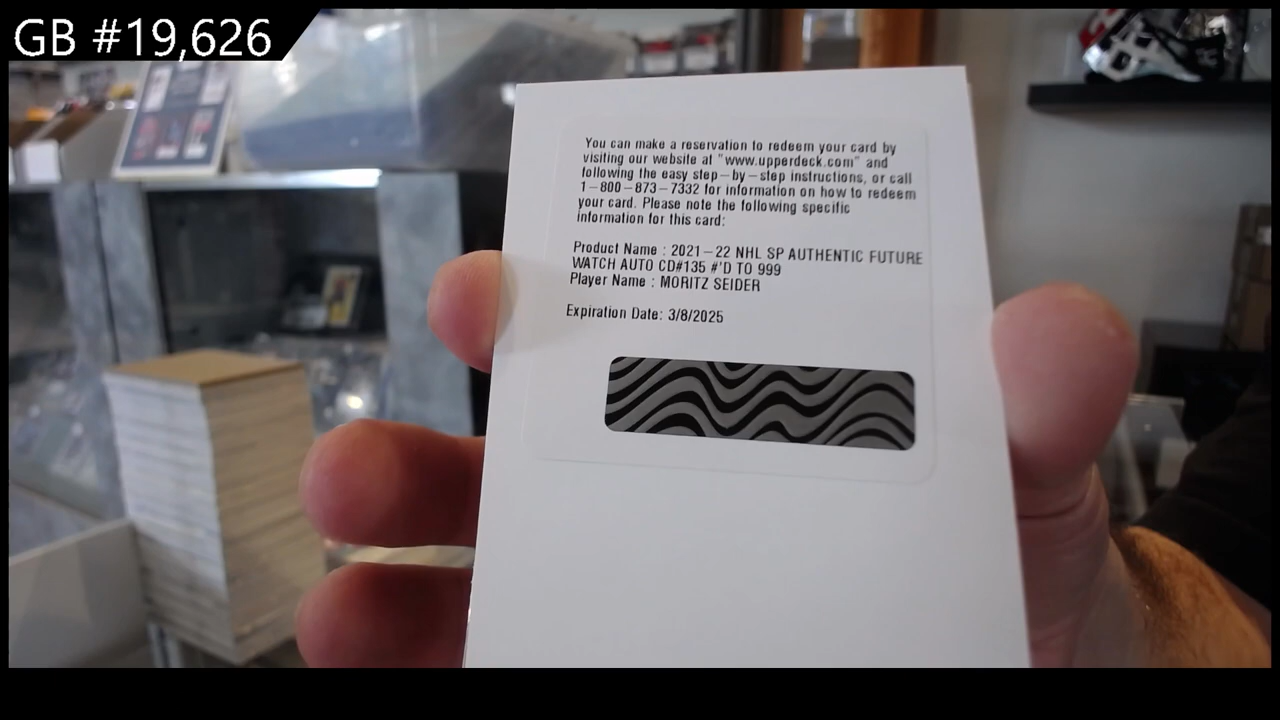 GB #19,626
You can make a reservation to redeem your card by
visiting our website at "www.upperdeck.com" and
following the easy step-by-step instructions, or call
1-800-873-7332 for information on how to redeem
your card. Please note the following specific
information for this card:
Product Name : 2021-22 NHL SP AUTHENTIC FUTURE
WATCH AUTO CD#135 #'D TO 999
Player Name : MORITZ SEIDER
Expiration Date: 3/8/2025